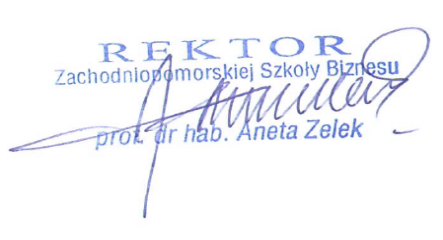 REKTOR
Zachodniopomorskiej Szkoły Biznesu
prof. dr hab. Aneta Zelek